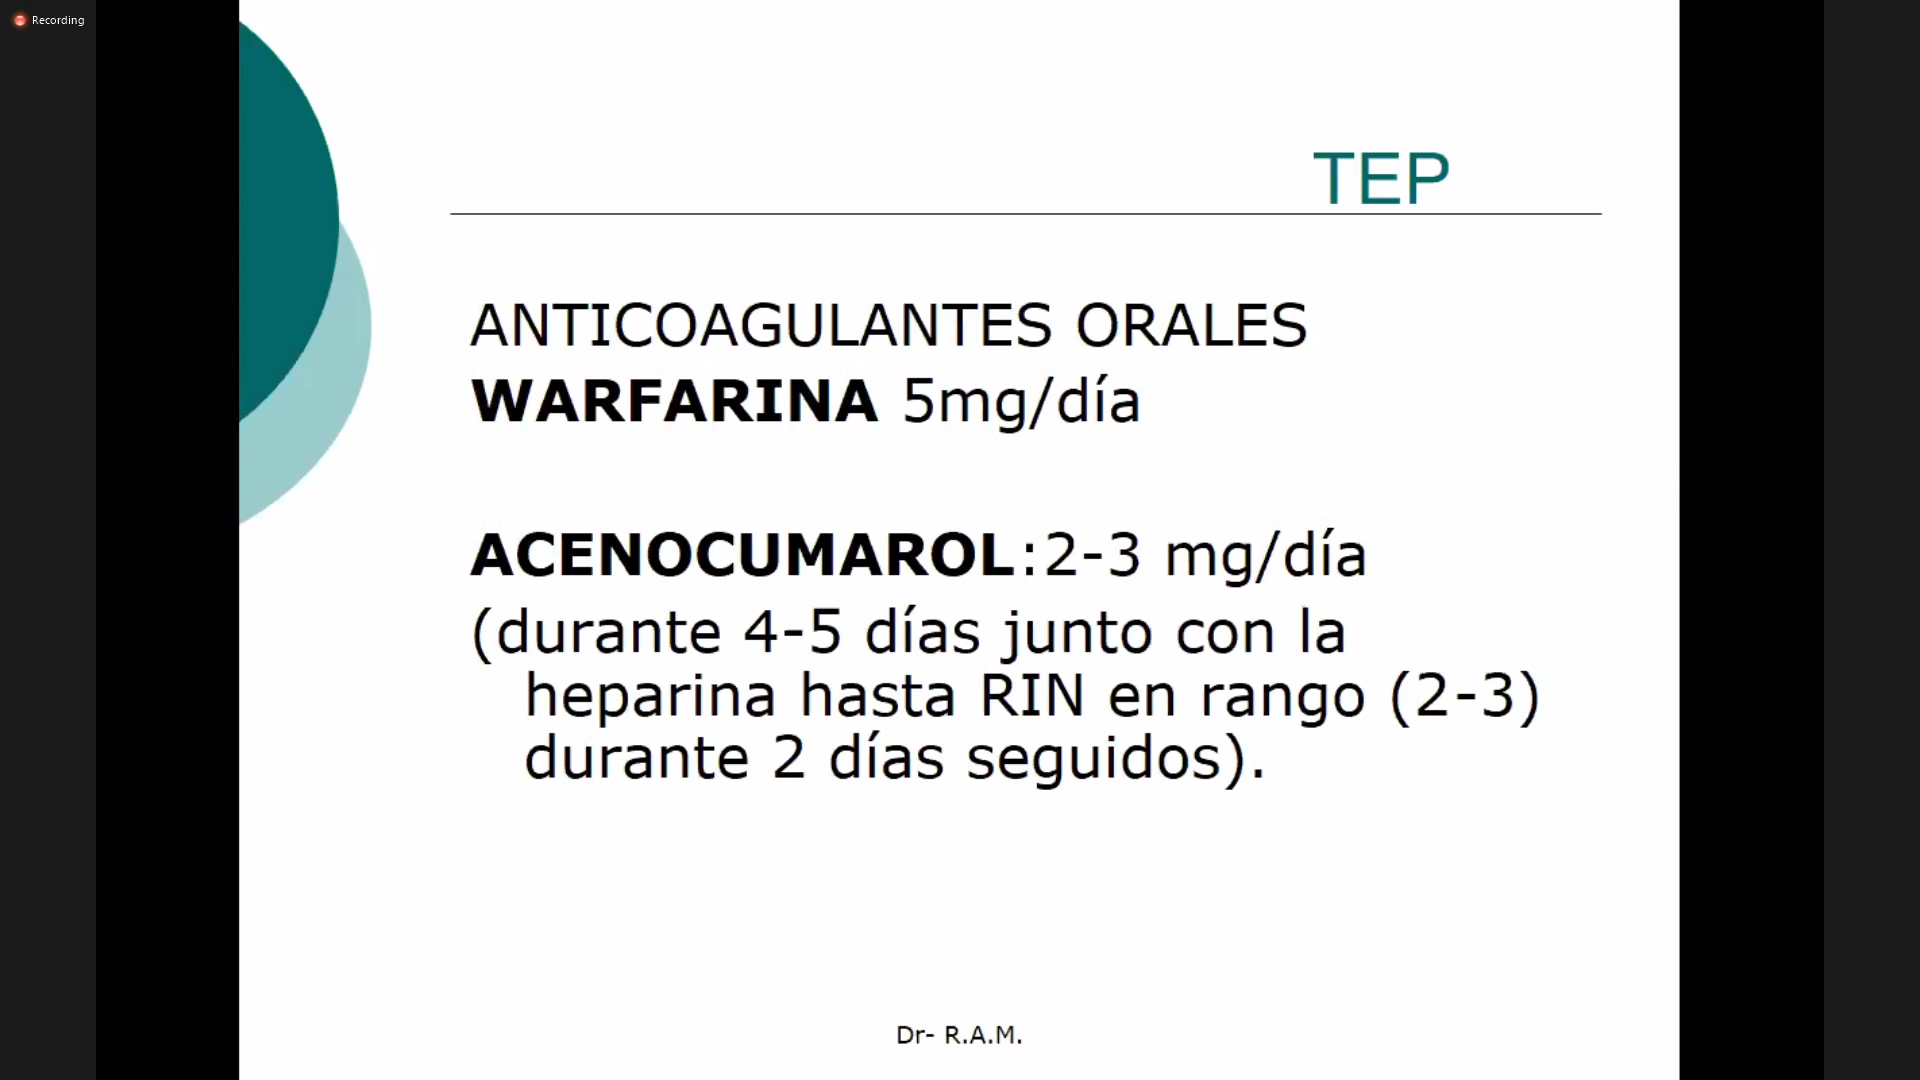 Recording
TEP
ANTICOAGULANTES ORALES
WARFARINA 5mg/día
ACENOCUMAROL:2-3 mg/día
(durante 4-5 días junto con la
heparina hasta RIN en rango (2-3)
durante 2 días seguidos).
Dr- R.A.M.